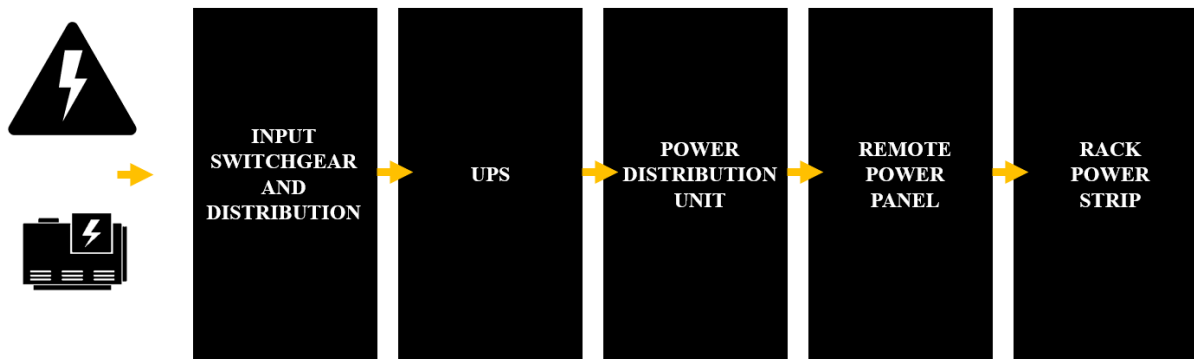 INPUT
SWITCHGEAR
AND
DISTRIBUTION
UPS
POWER
DISTRIBUTION
UNIT
REMOTE
POWER
PANEL
RACK
POWER
STRIP